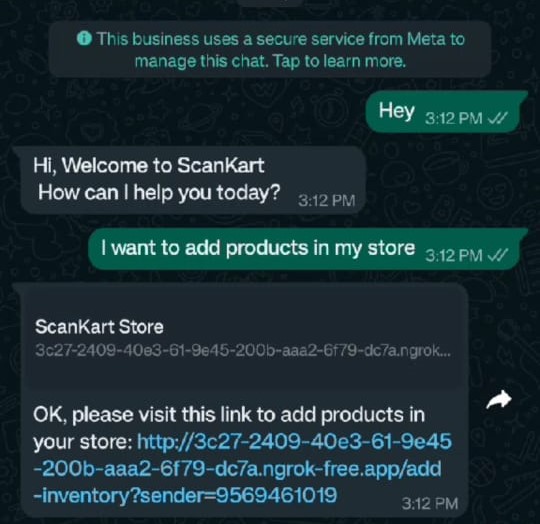 This business uses a secure service from Meta to
manage this chat. Tap to learn more.
Hey 3:12 PM
Hi, Welcome to ScanKart
How can I help you today? 3:12 PM
I want to add products in my store 3:12 PM
ScanKart Store
3c27-2409-40e3-61-9e45-200b-aaa2-6f79-dc7a.ngrok...
OK, please visit this link to add products in
your store: http://3c27-2409-40e3-61-9e45
-200b-aaa2-6f79-dc7a.ngrok-free.app/add
-inventory?sender=9569461019 3:12 PM